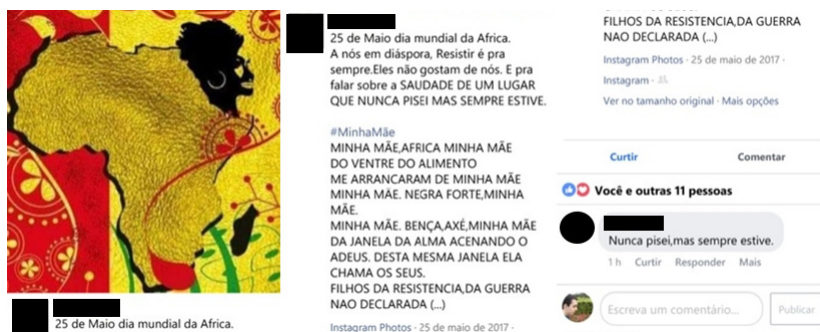 25 de Maio dia mundial da Africa.
25 de Maio dia mundial da Africa.
A nós em diáspora, Resistir é pra
sempre.Eles não gostam de nós. E pra
falar sobre a SAUDADE DE UM LUGAR
QUE NUNCA PISEI MAS SEMPRE ESTIVE.
#MinhaMãe
MINHA MÃE,AFRICA MINHA MÃE
DO VENTRE DO ALIMENTO
ME ARRANCARAM DE MINHA MÃE
MINHA MÃE. NEGRA FORTE,MINHA
MÃE.
MINHA MÃE. BENÇA,AXÉ,MINHA MÃE
DA JANELA DA ALMA ACENANDO O
ADEUS. DESTA MESMA JANELA ELA
CHAMA OS SEUS.
FILHOS DA RESISTENCIA,DA GUERRA
NAO DECLARADA (...)
Instagram Photos · 25 de maio de 2017 ·
FILHOS DA RESISTENCIA,DA GUERRA
NAO DECLARADA (...)
Instagram Photos · 25 de maio de 2017 ·
Instagram ·
Ver no tamanho original · Mais opções
Curtir Comentar
Você e outras 11 pessoas
Nunca pisei,mas sempre estive.
1 h Curtir Responder Mais
Escreva um comentário... Publicar